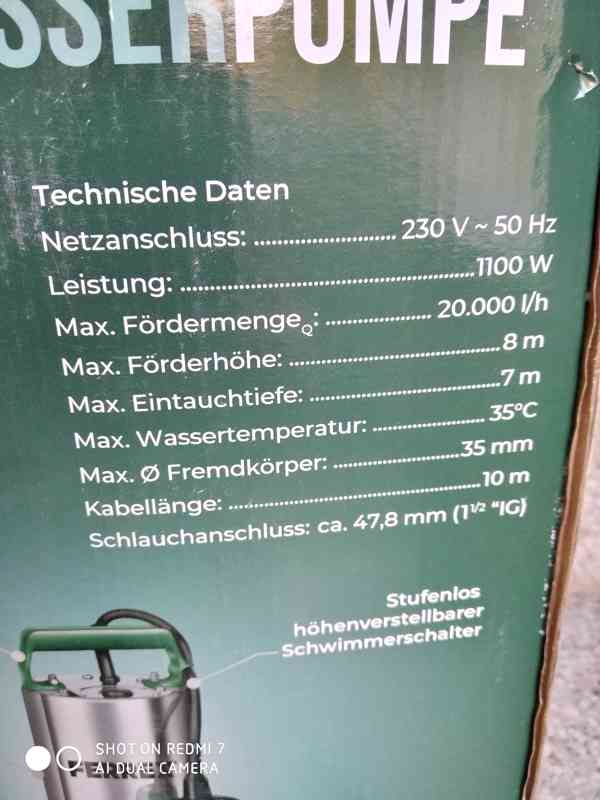 SSERPUMPE
Technische Daten
Netzanschluss: ........................... 230 V ~ 50 Hz
Leistung: ........................................................1100 W
Max. FördermengeQ: .................... 20.000 l/h
Max. Förderhöhe: ........................................8 m
Max. Eintauchtiefe: ....................................7 m
Max. Wassertemperatur: ..................... 35°C
Max. Ø Fremdkörper: ........................35 mm
Kabellänge: ................................................10 m
Schlauchanschluss: ca. 47,8 mm (1 1/2 “IG)
Stufenlos
höhenverstellbarer
Schwimmerschalter
SHOT ON REDMI 7
AI DUAL CAMERA